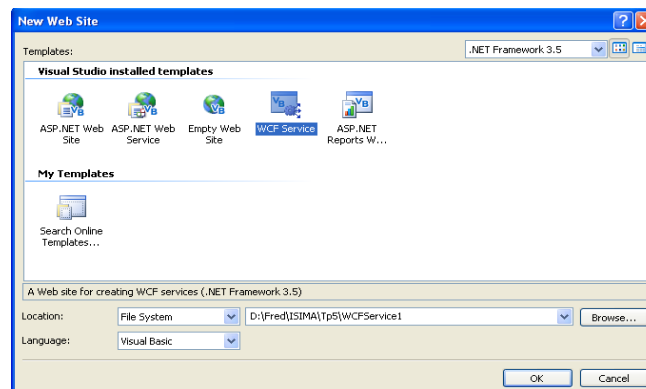 New Web Site
Templates:
.NET Framework 3.5
Visual Studio installed templates
ASP.NET Web Site
ASP.NET Web Service
Empty Web Site
WCF Service
ASP.NET Reports W...
My Templates
Search Online Templates...
A Web site for creating WCF services (.NET Framework 3.5)
Location:
File System
D:\Fred\ISIMA\Tp5\WCFService1
Browse...
Language:
Visual Basic
OK
Cancel